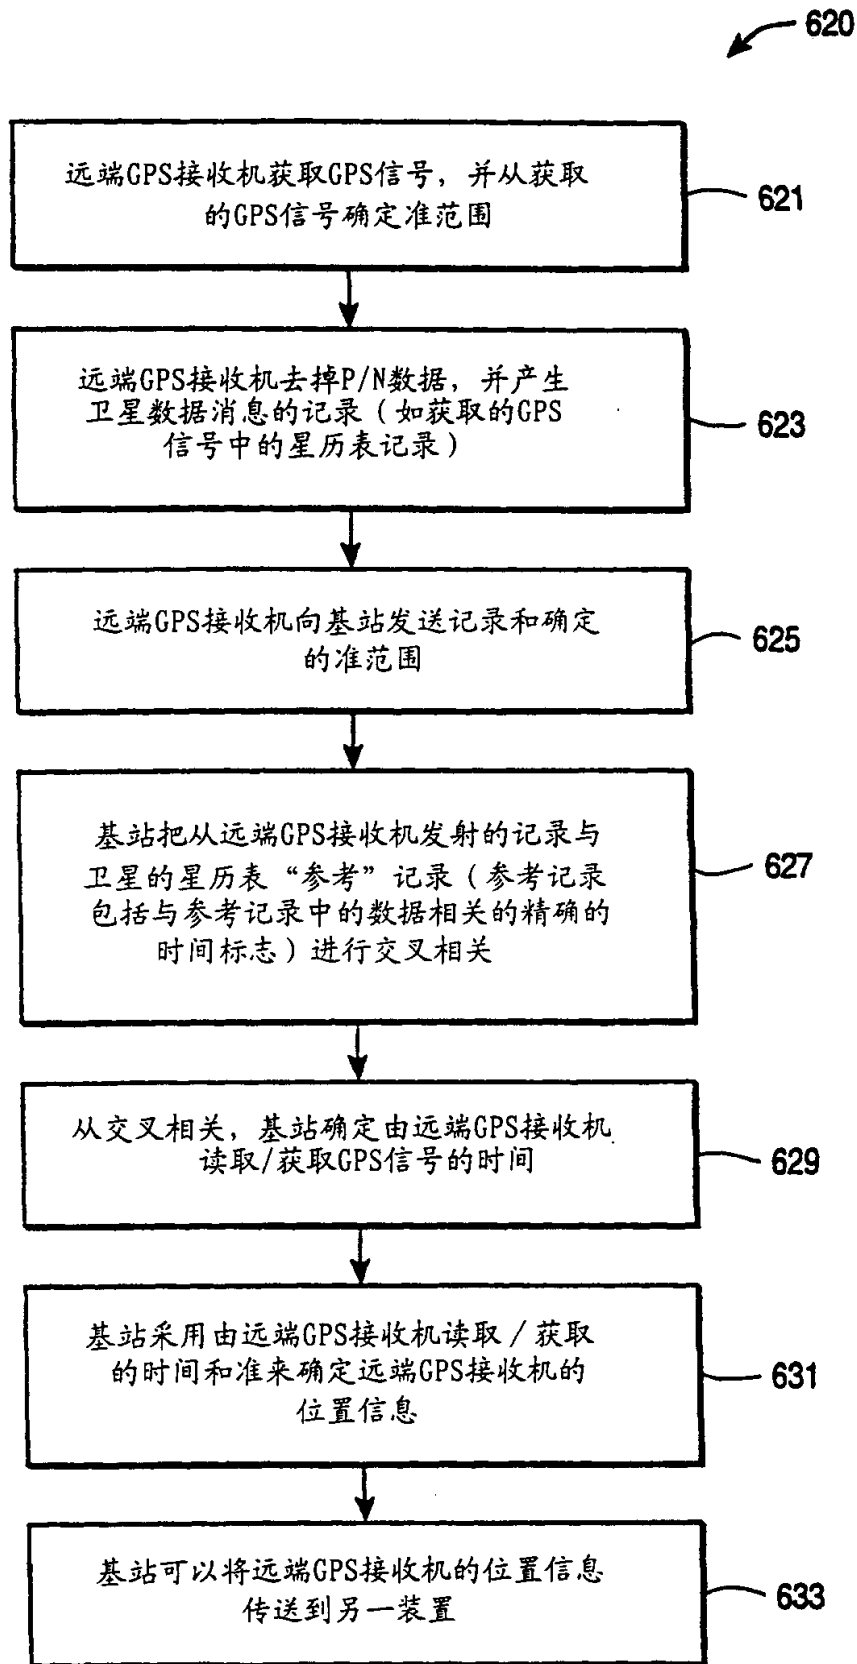 620
远端GPS接收机获取GPS信号，并从获取
的GPS信号确定准范围
621
远端GPS接收机去掉P/N数据，并产生
卫星数据消息的记录（如获取的GPS
信号中的星历表记录）
623
远端GPS接收机向基站发送记录和确定
的准范围
625
基站把从远端GPS接收机发射的记录与
卫星的星历表“参考”记录（参考记录
包括与参考记录中的数据相关的精确的
时间标志）进行交叉相关
627
从交叉相关，基站确定由远端GPS接收机
读取/获取GPS信号的时间
629
基站采用由远端GPS接收机读取／获取
的时间和准来确定远端GPS接收机的
位置信息
631
基站可以将远端GPS接收机的位置信息
传送到另一装置
633